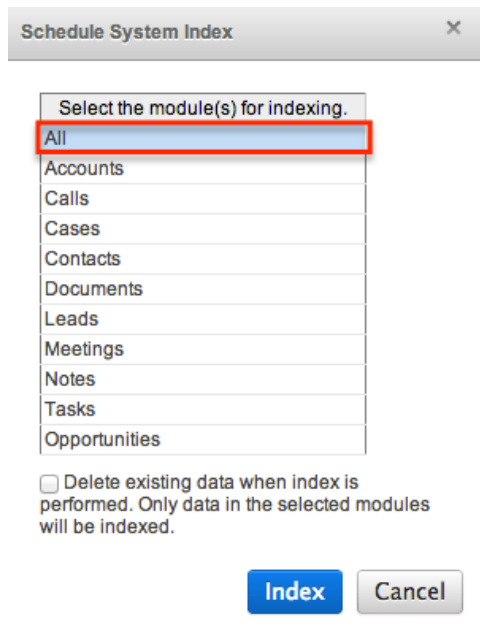 Schedule System Index ×
Select the module(s) for indexing.
All
Accounts
Calls
Cases
Contacts
Documents
Leads
Meetings
Notes
Tasks
Opportunities
Delete existing data when index is
performed. Only data in the selected modules
will be indexed.
Index Cancel